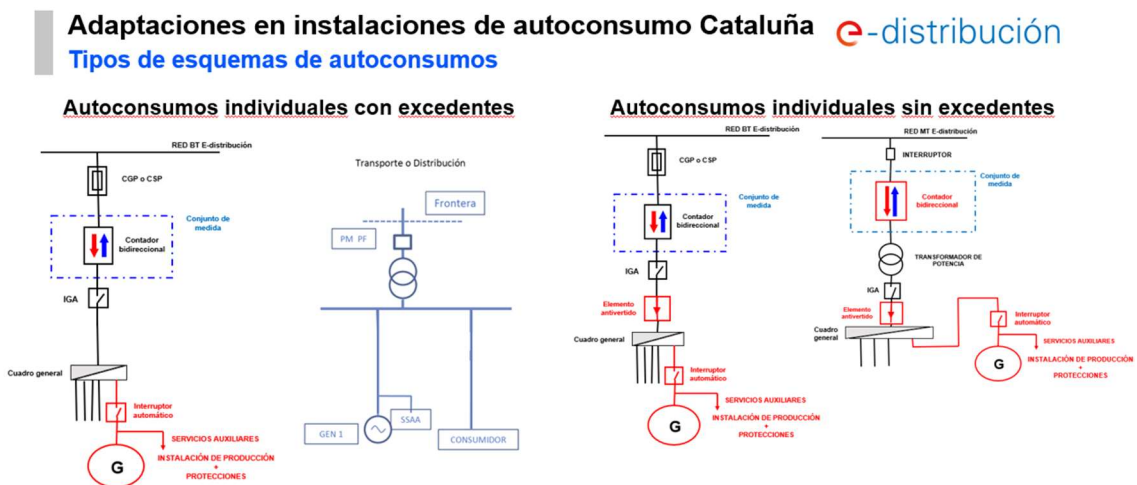 Adaptaciones en instalaciones de autoconsumo Cataluña
e-distribución
Tipos de esquemas de autoconsumos
Autoconsumos individuales con excedentes
RED BT E-distribución
CGP o CSP
Conjunto de
medida
Contador
bidireccional
IGA
Cuadro general
Interruptor
automático
SERVICIOS AUXILIARES
G
INSTALACIÓN DE PRODUCCIÓN
+
PROTECCIONES
Transporte o Distribución
Frontera
PM PF
SSAA
GEN 1
CONSUMIDOR
Autoconsumos individuales sin excedentes
RED BT E-distribución
CGP o CSP
Conjunto de
medida
Contador
bidireccional
IGA
Elemento
antivertido
Cuadro general
Interruptor
automático
SERVICIOS AUXILIARES
INSTALACIÓN DE PRODUCCIÓN
+
PROTECCIONES
G
RED MT E-distribución
INTERRUPTOR
Conjunto de
medida
Contador
bidireccional
TRANSFORMADOR DE
POTENCIA
IGA
Elemento
antivertido
Cuadro
general
Interruptor
automático
SERVICIOS AUXILIARES
INSTALACIÓN DE PRODUCCIÓN
+
PROTECCIONES
G